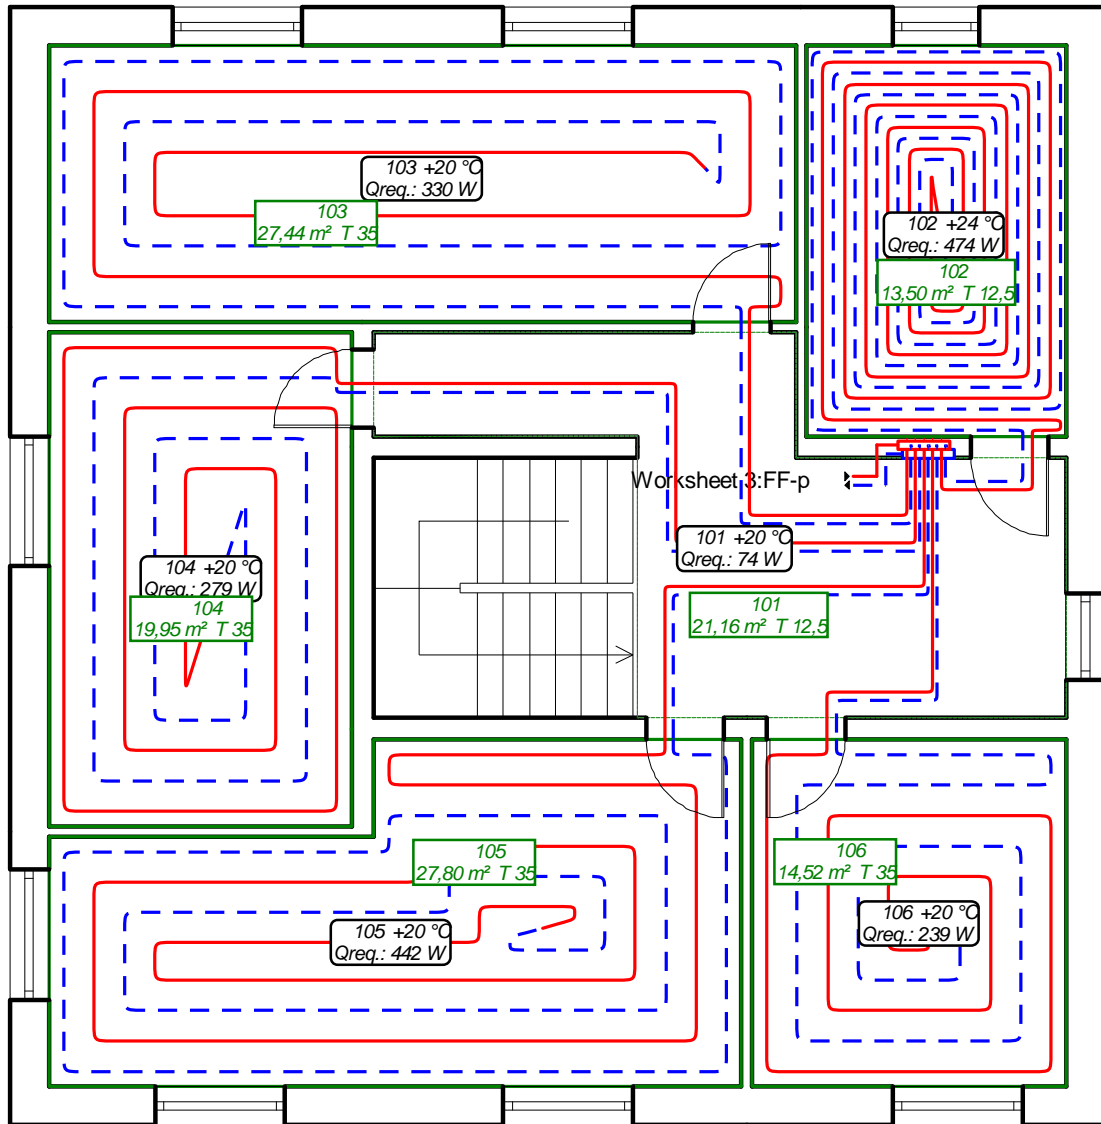 103 +20 °C
Qreq.: 330 W
103
27,44 m² T 35
102 +24 °C
Qreq.: 474 W
102
13,50 m² T 12,5
Worksheet 3:FF-p
101 +20 °C
Qreq.: 74 W
101
21,16 m² T 12,5
104 +20 °C
Qreq.: 279 W
104
19,95 m² T 35
105
27,80 m² T 35
105 +20 °C
Qreq.: 442 W
106
14,52 m² T 35
106 +20 °C
Qreq.: 239 W